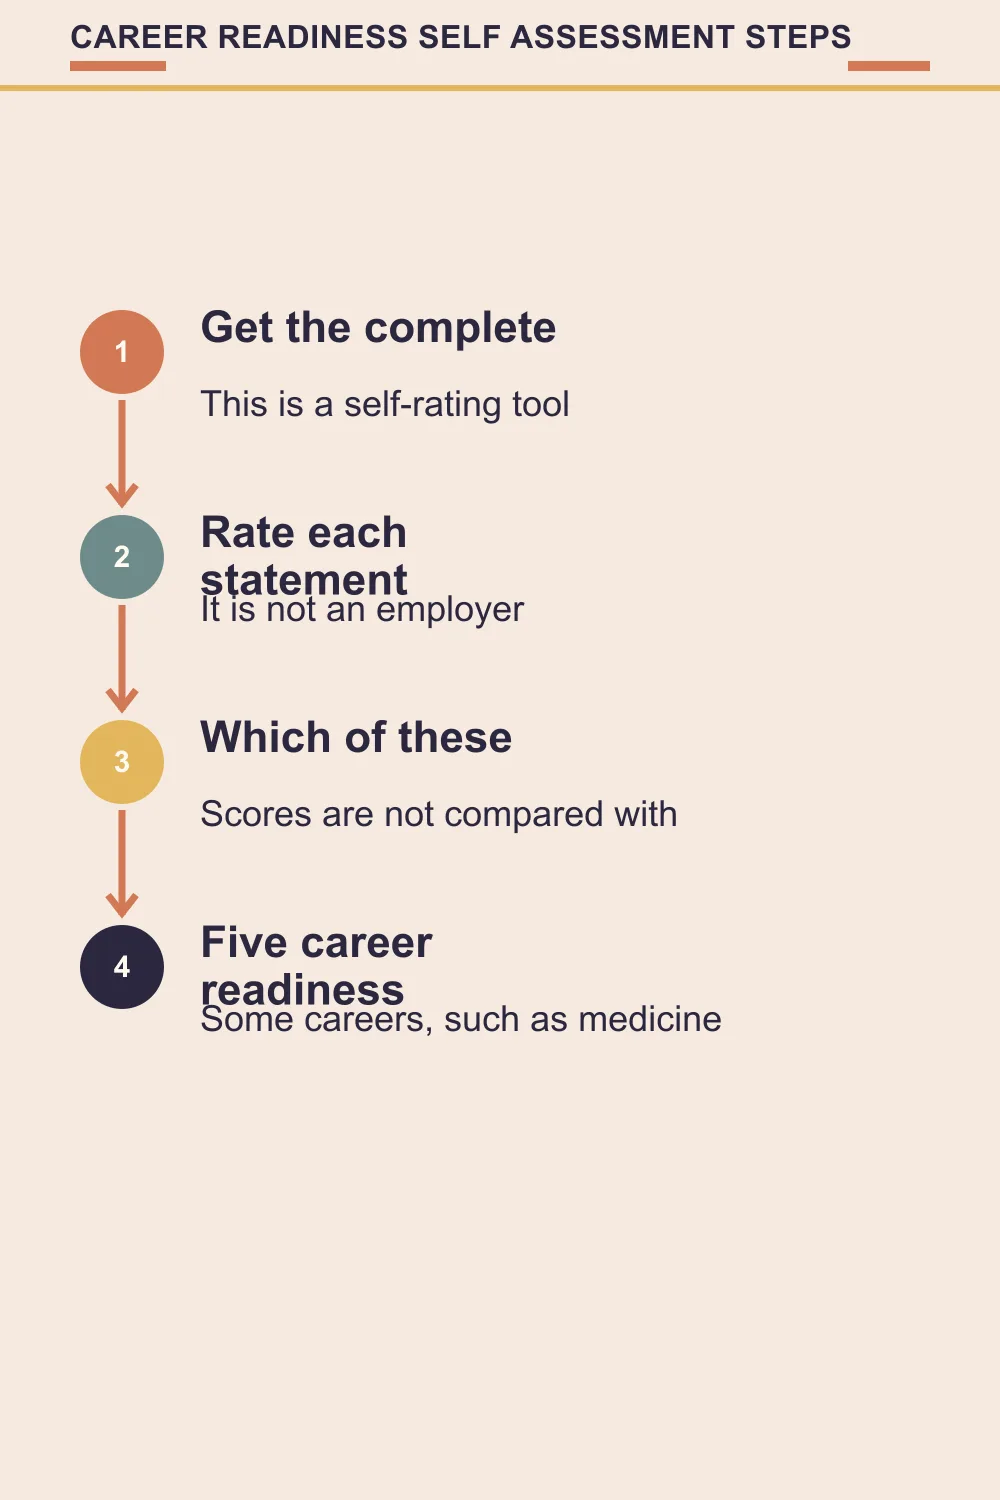 CAREER READINESS SELF ASSESSMENT STEPS
1
Get the complete
This is a self-rating tool
2
Rate each
statement
It is not an employer
3
Which of these
Scores are not compared with
4
Five career
readiness
Some careers, such as medicine